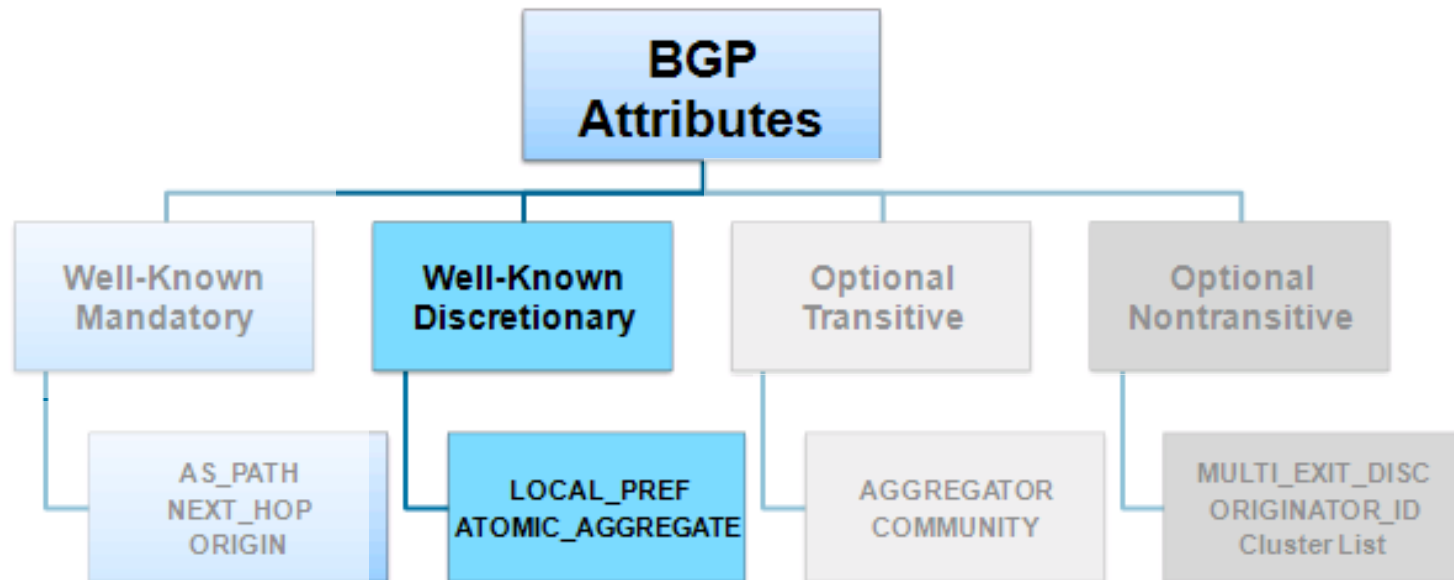 BGP
Attributes
Well-Known
Mandatory
Well-Known
Discretionary
Optional
Transitive
Optional
Nontransitive
AS_PATH
NEXT_HOP
ORIGIN
LOCAL_PREF
ATOMIC_AGGREGATE
AGGREGATOR
COMMUNITY
MULTI_EXIT_DISC
ORIGINATOR_ID
Cluster List